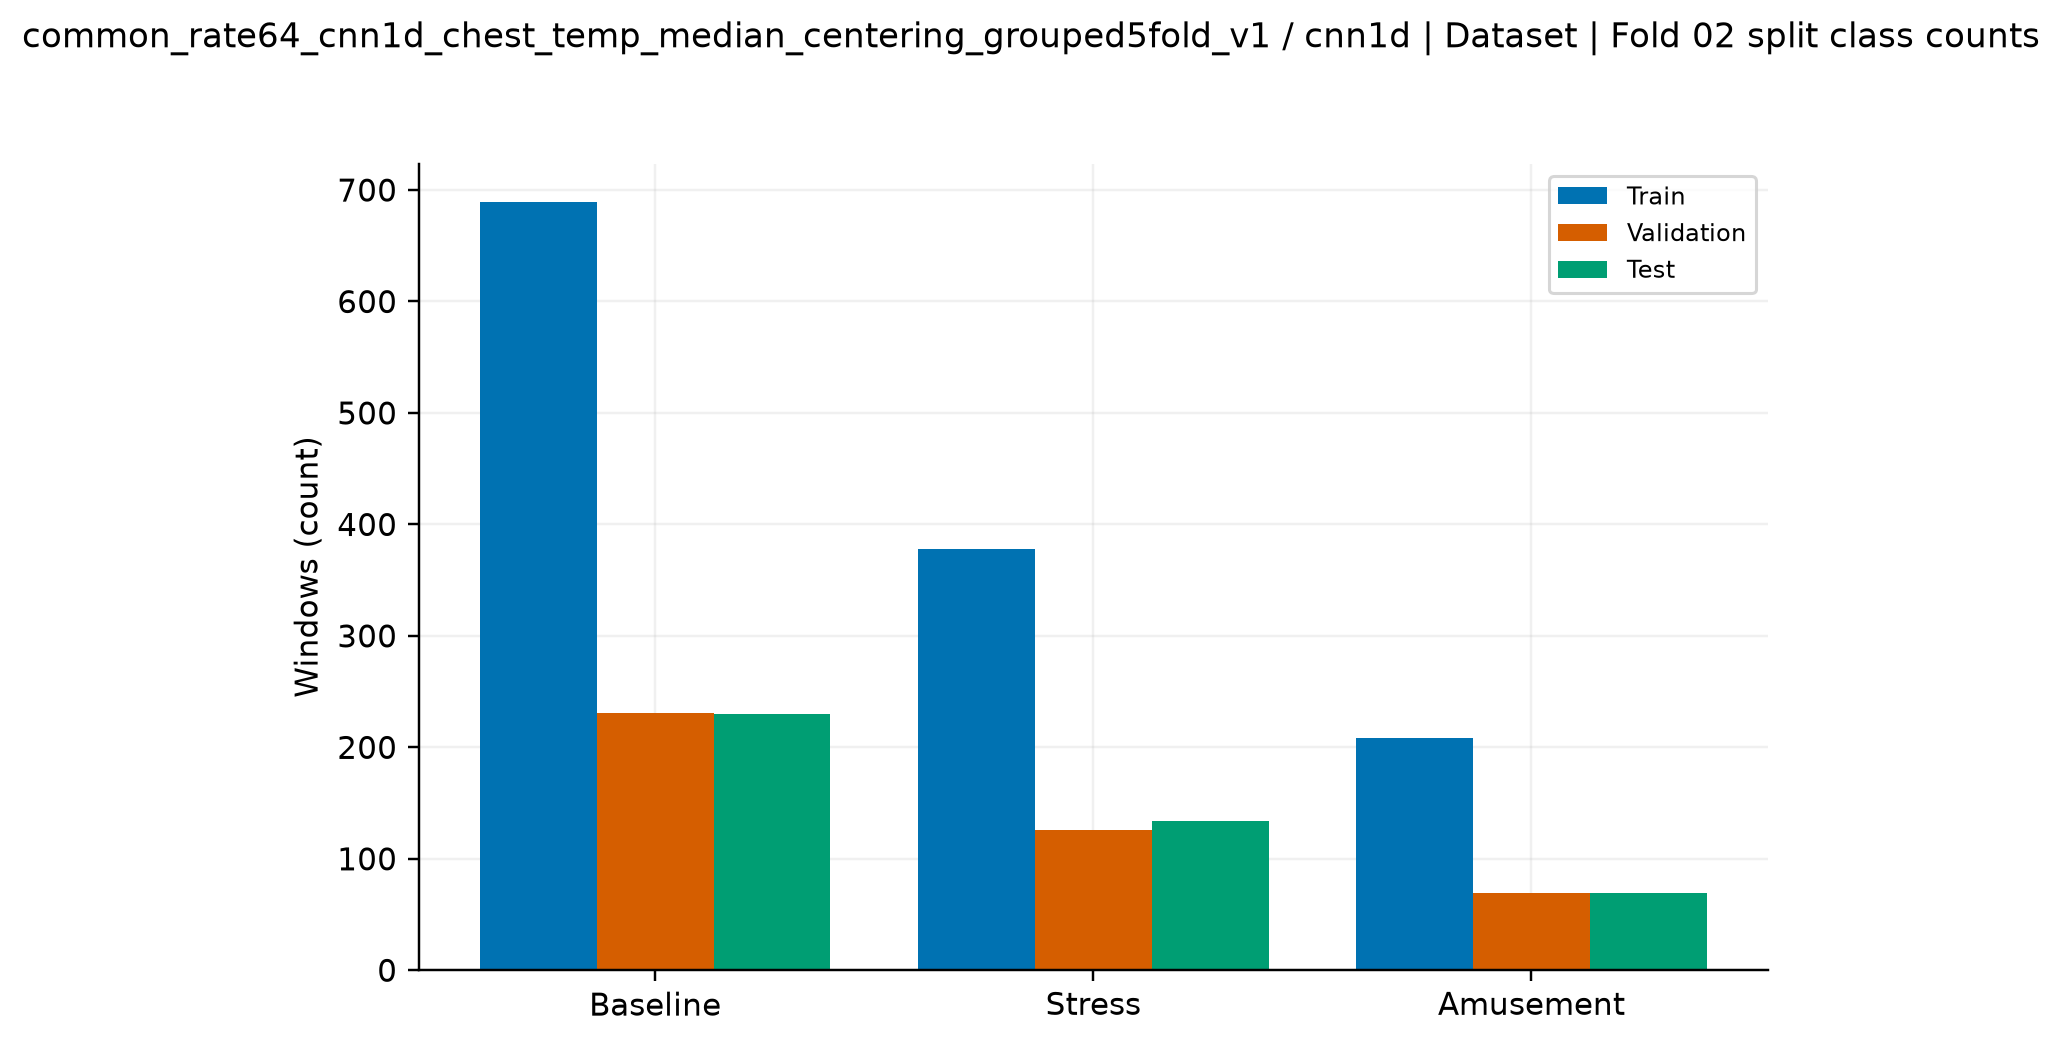 common_rate64_cnn1d_chest_temp_median_centering_grouped5fold_v1 / cnn1d | Dataset | Fold 02 split class counts
Windows (count)
700
600
500
400
300
200
100
0
Train
Validation
Test
Baseline
Stress
Amusement